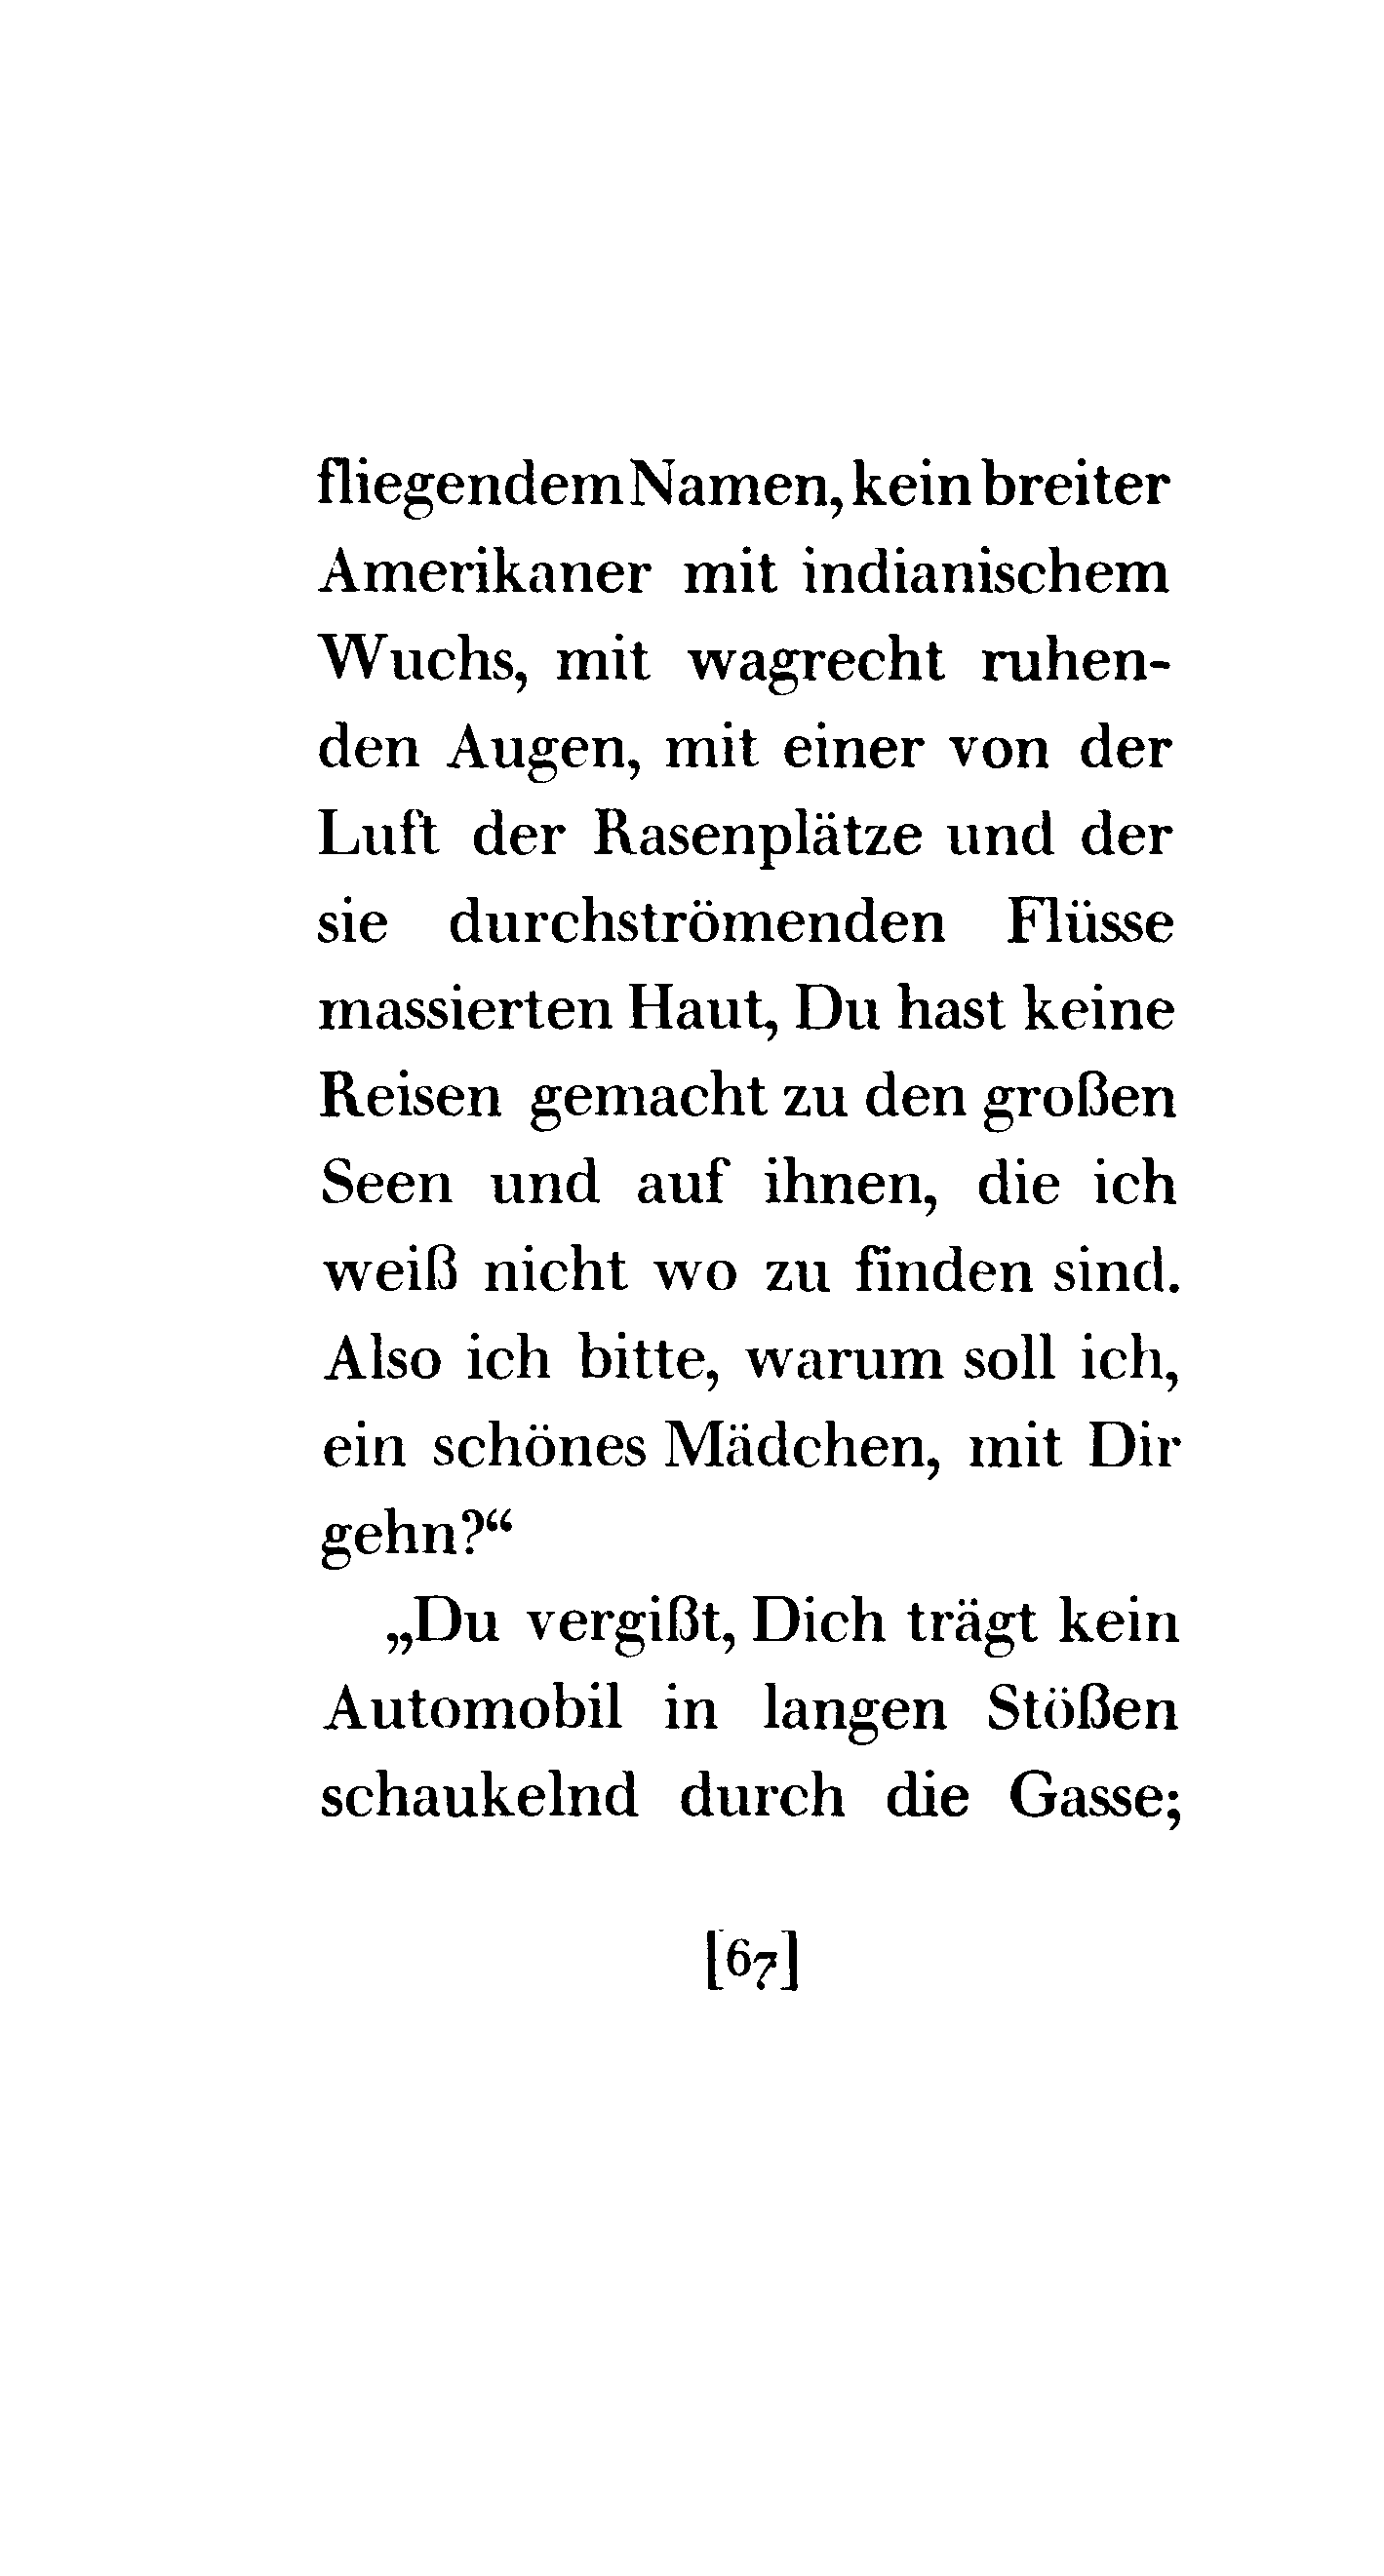 fliegendem Namen, kein breiter
Amerikaner mit indianischem
Wuchs, mit wagrecht ruhen-
den Augen, mit einer von der
Luft der Rasenplätze und der
sie durchströmenden Flüsse
massierten Haut, Du hast keine
Reisen gemacht zu den großen
Seen und auf ihnen, die ich
weiß nicht wo zu finden sind.
Also ich bitte, warum soll ich,
ein schönes Mädchen, mit Dir
gehn?“
„Du vergißt, Dich trägt kein
Automobil in langen Stößen
schaukelnd durch die Gasse;
[67]